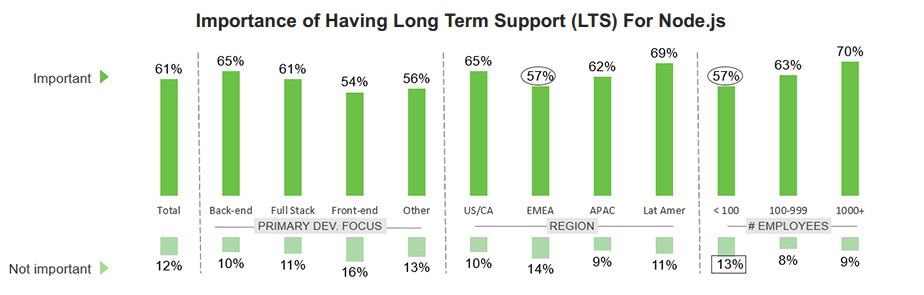 Importance of Having Long Term Support (LTS) For Node.js
Important
61% 65% 61% 54% 56% 65% 57% 62% 69% 57% 63% 70%
Total Back-end Full Stack Front-end Other US/CA EMEA APAC Lat Amer < 100 100-999 1000+
PRIMARY DEV. FOCUS REGION # EMPLOYEES
Not important
12% 10% 11% 16% 13% 10% 14% 9% 11% 13% 8% 9%